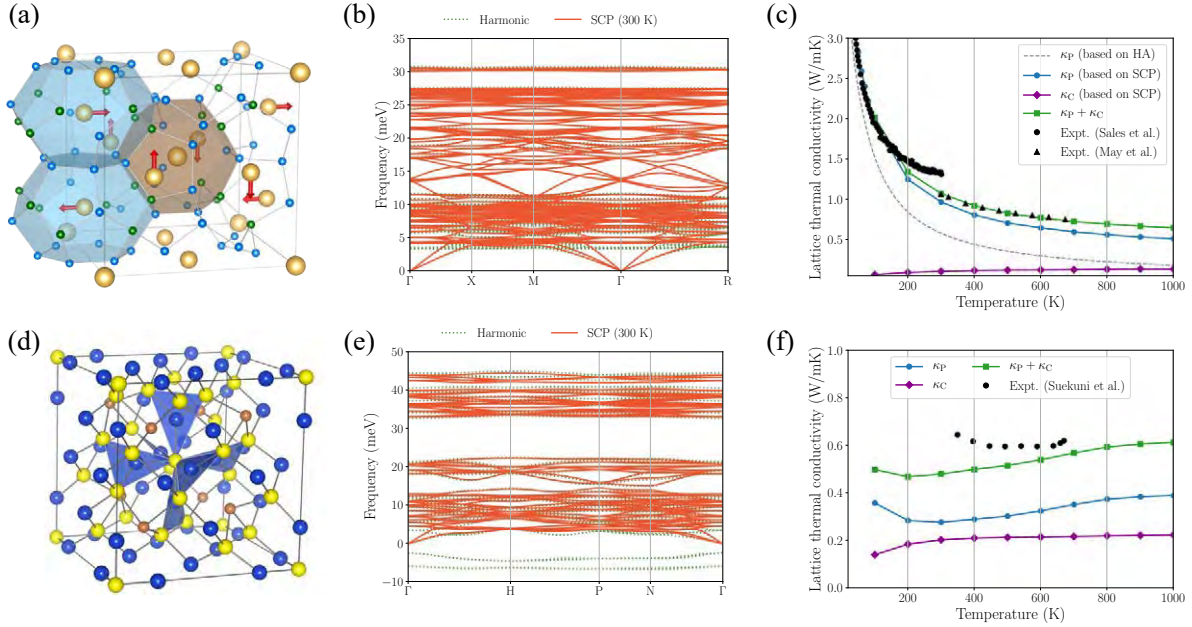 (a)
(b)
Harmonic
SCP (300 K)
Frequency (meV)
35
30
25
20
15
10
5
0
Γ
X
M
Γ
R
(c)
Lattice thermal conductivity (W/mK)
3.0
2.5
2.0
1.5
1.0
0.5
κP (based on HA)
κP (based on SCP)
κC (based on SCP)
κP + κC
Expt. (Sales et al.)
Expt. (May et al.)
200
400
600
800
1000
Temperature (K)
(d)
(e)
Harmonic
SCP (300 K)
Frequency (meV)
50
40
30
20
10
0
−10
Γ
H
P
N
Γ
(f)
Lattice thermal conductivity (W/mK)
1.0
0.8
0.6
0.4
0.2
0.0
κP
κC
κP + κC
Expt. (Suekuni et al.)
200
400
600
800
1000
Temperature (K)